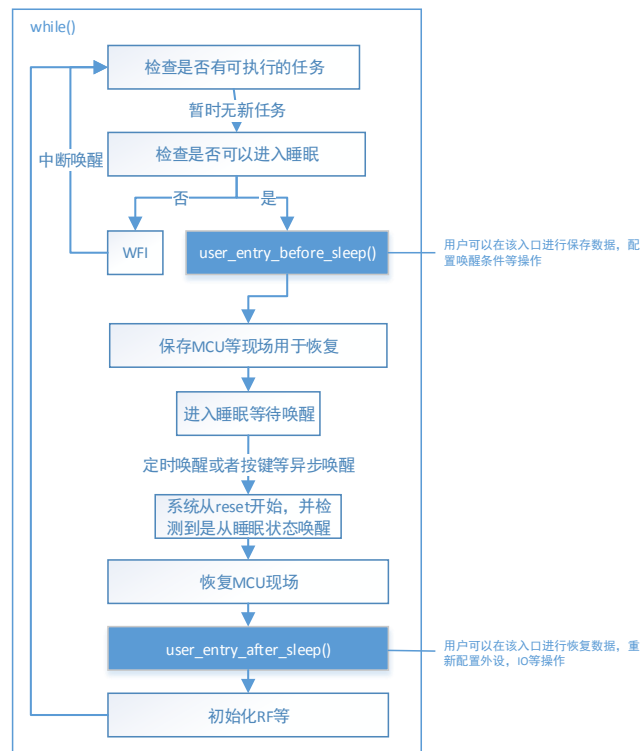 while()
检查是否有可执行的任务
暂时无新任务
中断唤醒
检查是否可以进入睡眠
否
是
WFI
user_entry_before_sleep()
用户可以在该入口进行保存数据，配
置唤醒条件等操作
保存MCU等现场用于恢复
进入睡眠等待唤醒
定时唤醒或者按键等异步唤醒
系统从reset开始，并检
测到是从睡眠状态唤醒
恢复MCU现场
user_entry_after_sleep()
用户可以在该入口进行恢复数据，重
新配置外设，IO等操作
初始化RF等